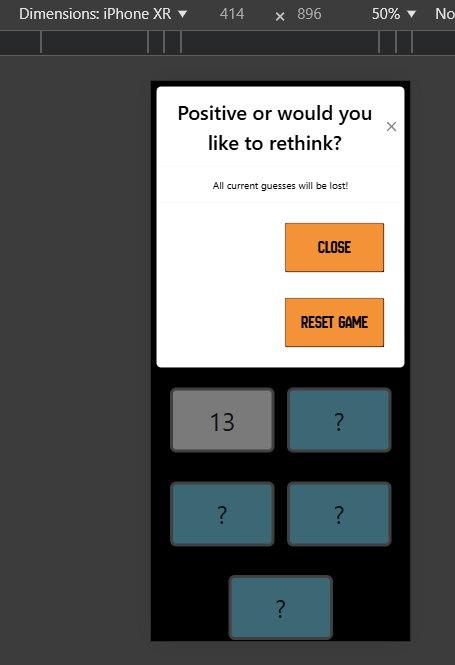 Dimensions: iPhone XR ▼ 414 × 896 50% ▼ No
Positive or would you
like to rethink?
×
All current guesses will be lost!
CLOSE
RESET GAME
13 ?
? ?
?